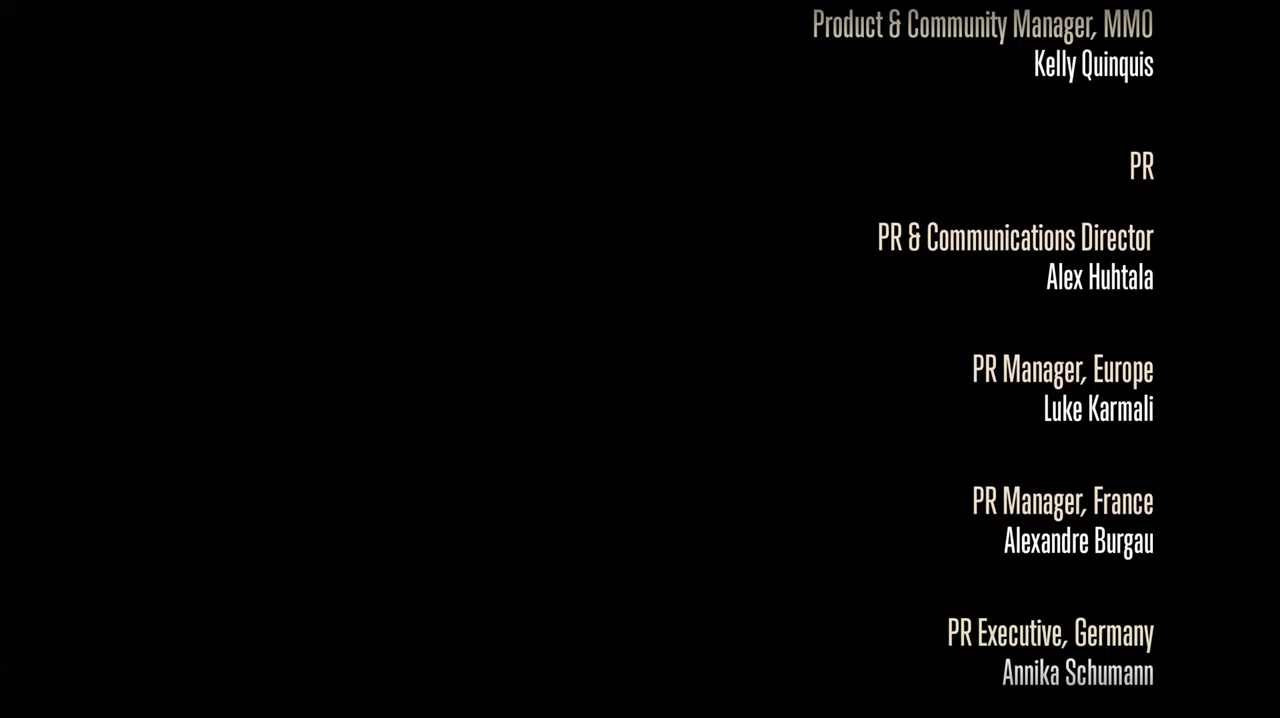 Product & Community Manager, MMO
Kelly Quinquis
PR
PR & Communications Director
Alex Huhtala
PR Manager, Europe
Luke Karmali
PR Manager, France
Alexandre Burgau
PR Executive, Germany
Annika Schumann